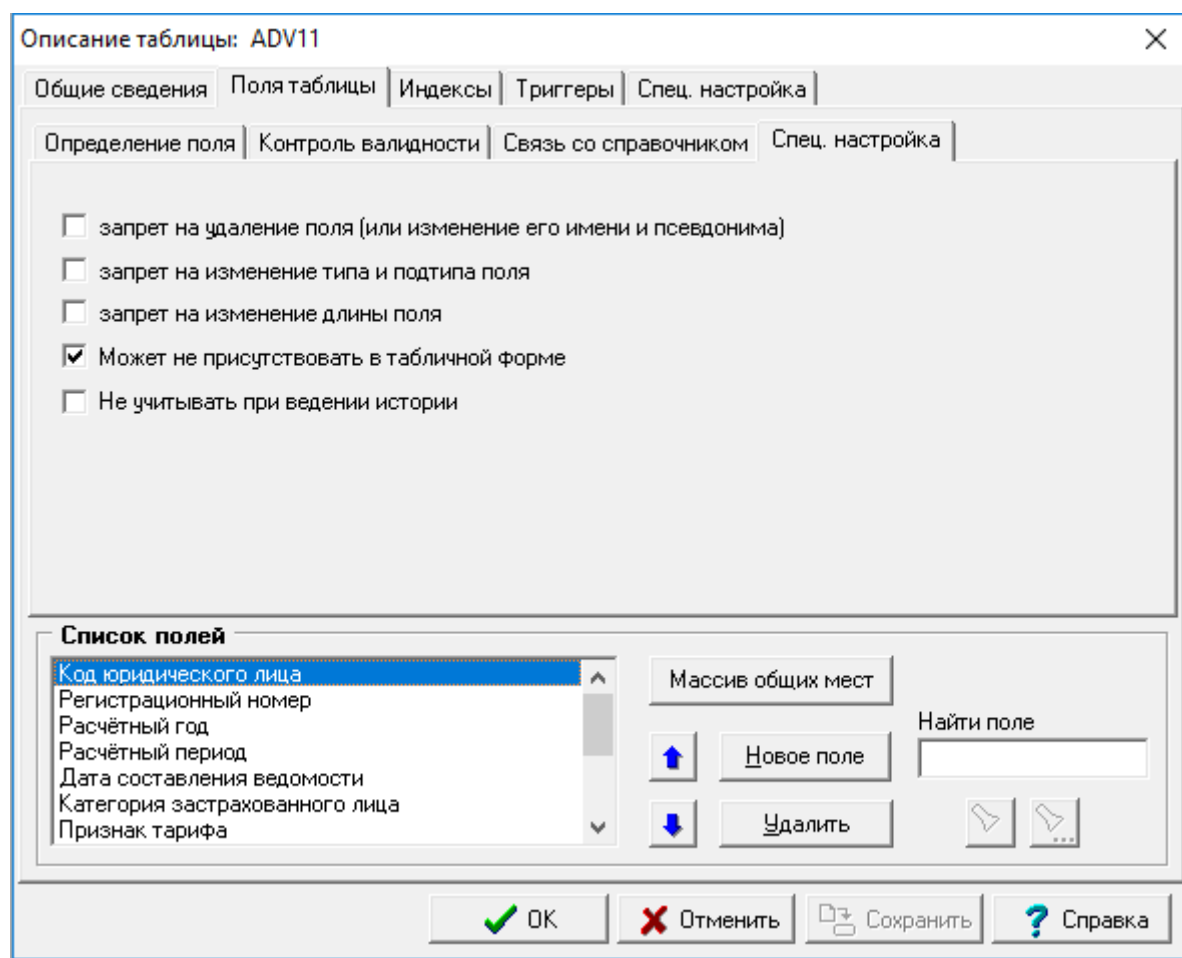 Описание таблицы: ADV11
Общие сведения Поля таблицы Индексы Триггеры Спец. настройка
Определение поля Контроль валидности Связь со справочником Спец. настройка
запрет на удаление поля (или изменение его имени и псевдонима)
запрет на изменение типа и подтипа поля
запрет на изменение длины поля
Может не присутствовать в табличной форме
Не учитывать при ведении истории
Список полей
Код юридического лица
Регистрационный номер
Расчётный год
Расчётный период
Дата составления ведомости
Категория застрахованного лица
Признак тарифа
Массив общих мест
Новое поле
Удалить
Найти поле
OK Отменить Сохранить Справка